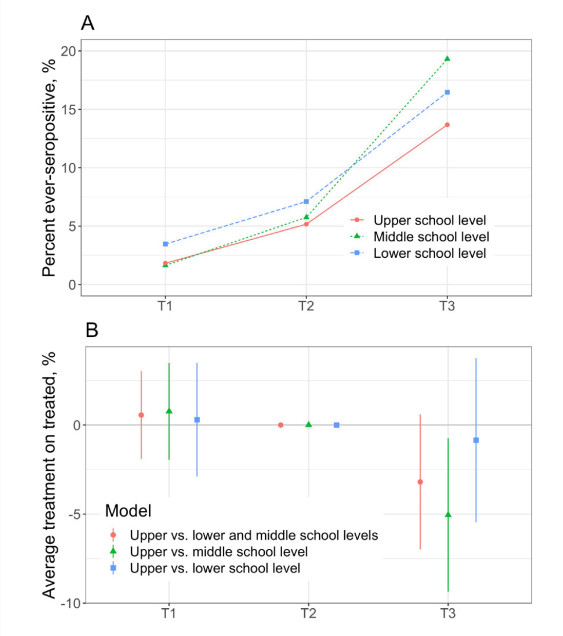 A
Percent ever-seropositive, %
20
15
10
5
0
Upper school level
Middle school level
Lower school level
T1 T2 T3
B
Average treatment on treated, %
0
-5
-10
Model
Upper vs. lower and middle school levels
Upper vs. middle school level
Upper vs. lower school level
T1 T2 T3